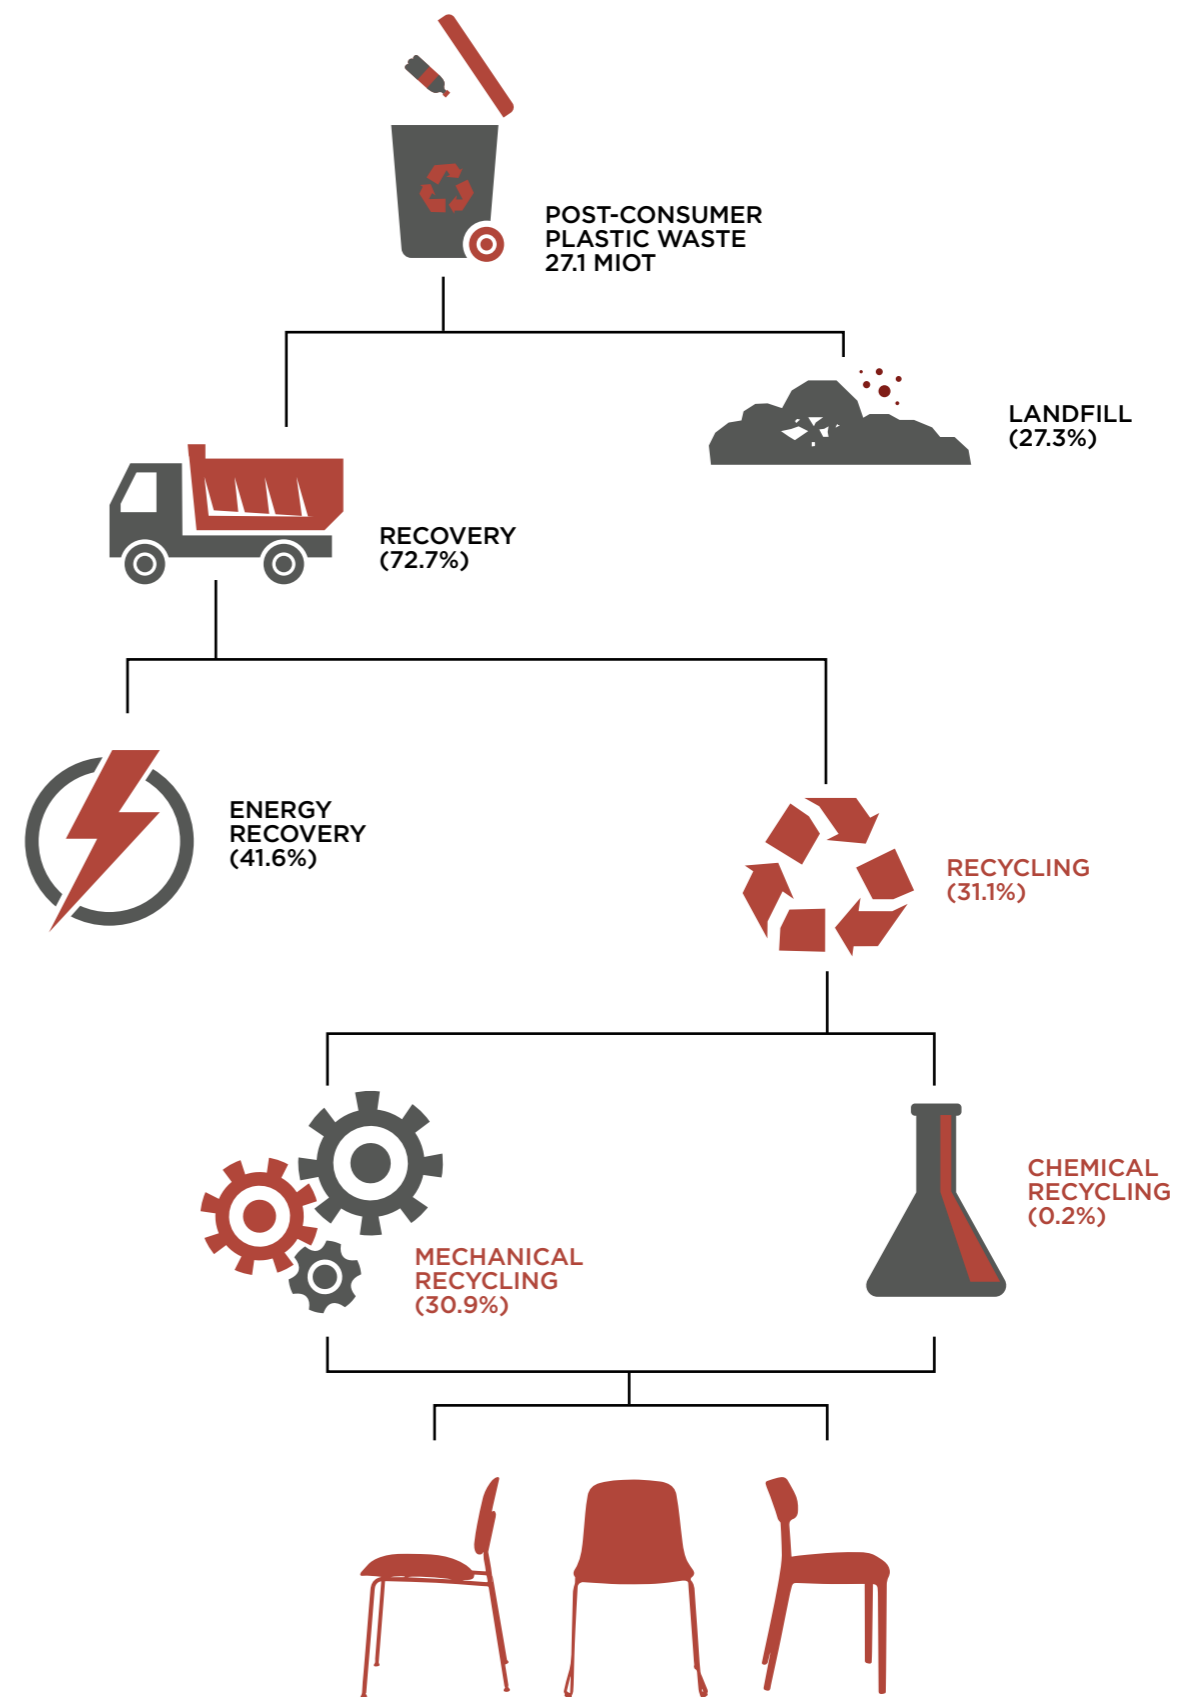 POST-CONSUMER
PLASTIC WASTE
27.1 MIOT
LANDFILL
(27.3%)
RECOVERY
(72.7%)
ENERGY
RECOVERY
(41.6%)
RECYCLING
(31.1%)
MECHANICAL
RECYCLING
(30.9%)
CHEMICAL
RECYCLING
(0.2%)